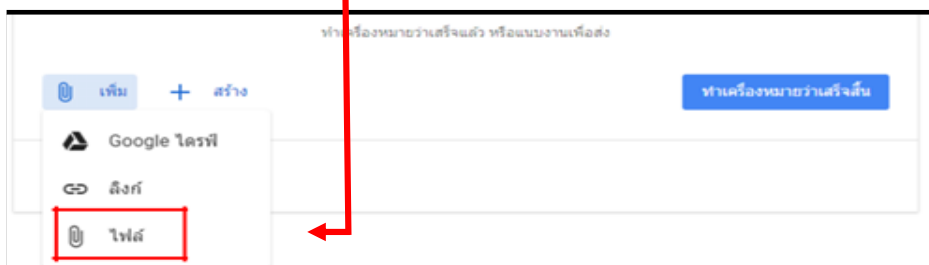 ทำเครื่องหมายว่าเสร็จแล้ว หรือแนบงานเพื่อส่ง
เพิ่ม + สร้าง ทำเครื่องหมายว่าเสร็จสิ้น
Google ไดรฟ์
ลิงก์
ไฟล์